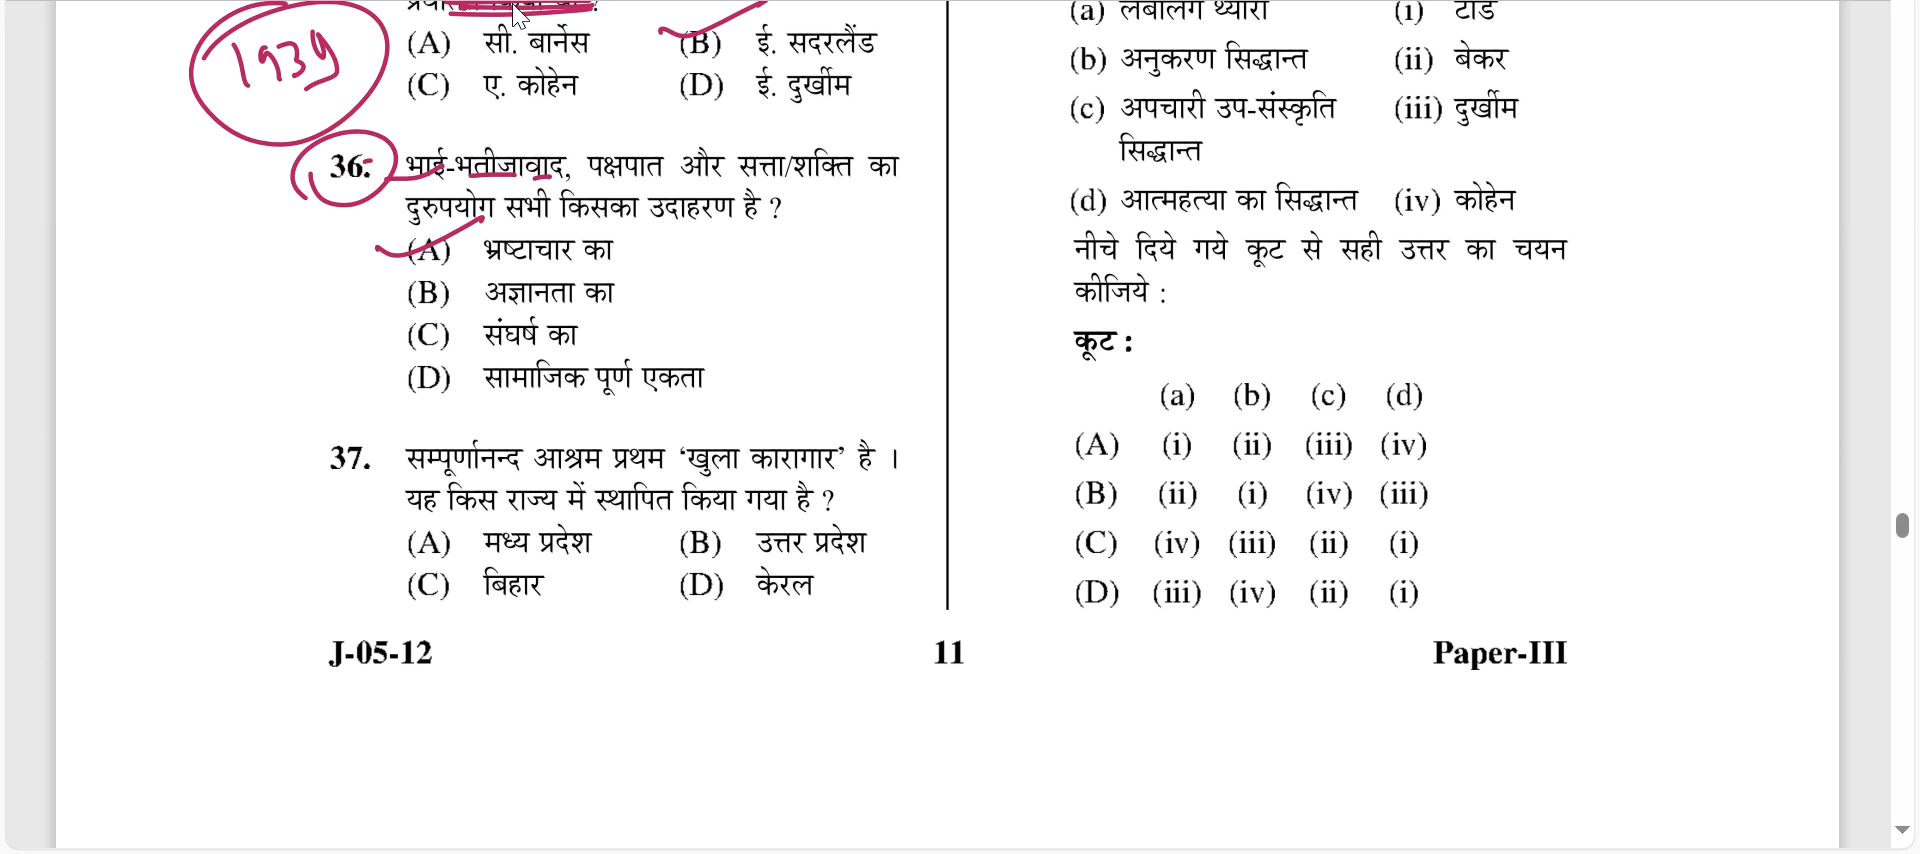 1939
(A) सी. बार्नेस (B) ई. सदरलैंड
(C) ए. कोहेन (D) ई. दुर्खीम
36. भाई-भतीजावाद, पक्षपात और सत्ता/शक्ति का
दुरुपयोग सभी किसका उदाहरण है ?
(A) भ्रष्टाचार का
(B) अज्ञानता का
(C) संघर्ष का
(D) सामाजिक पूर्ण एकता
37. सम्पूर्णानन्द आश्रम प्रथम ‘खुला कारागार’ है ।
यह किस राज्य में स्थापित किया गया है ?
(A) मध्य प्रदेश (B) उत्तर प्रदेश
(C) बिहार (D) केरल
(a) लेबलिंग थ्योरी (i) टार्ड
(b) अनुकरण सिद्धान्त (ii) बेकर
(c) अपचारी उप-संस्कृति (iii) दुर्खीम
सिद्धान्त
(d) आत्महत्या का सिद्धान्त (iv) कोहेन
नीचे दिये गये कूट से सही उत्तर का चयन
कीजिये :
कूट :
(a) (b) (c) (d)
(A) (i) (ii) (iii) (iv)
(B) (ii) (i) (iv) (iii)
(C) (iv) (iii) (ii) (i)
(D) (iii) (iv) (ii) (i)
J-05-12 11 Paper-III